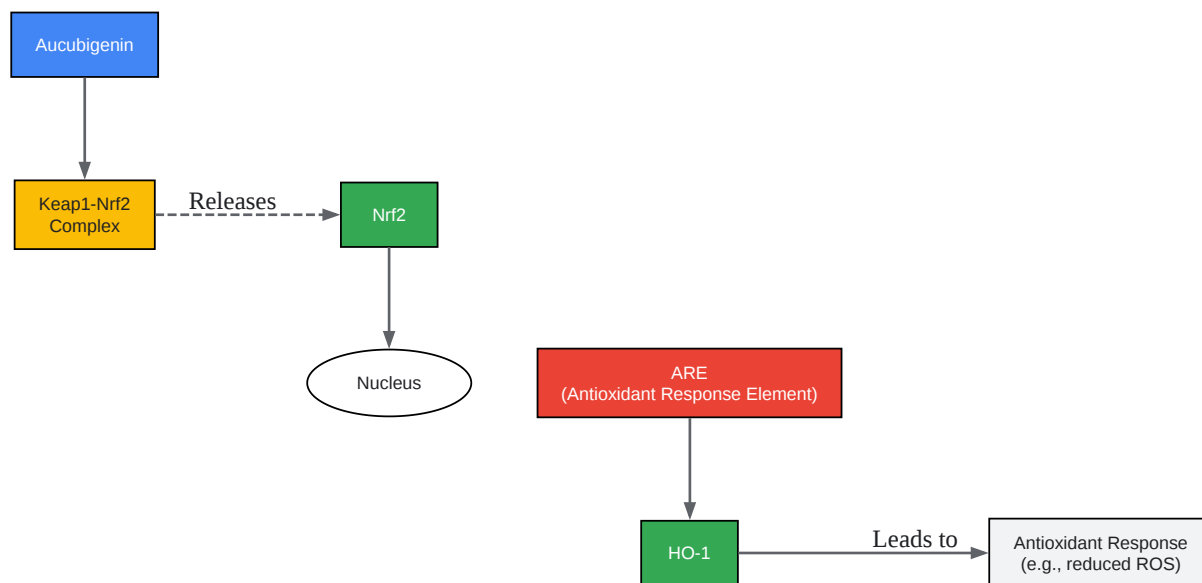 Aucubigenin
Keap1-Nrf2
Complex
Releases
Nrf2
Nucleus
ARE
(Antioxidant Response Element)
HO-1
Leads to
Antioxidant Response
(e.g., reduced ROS)